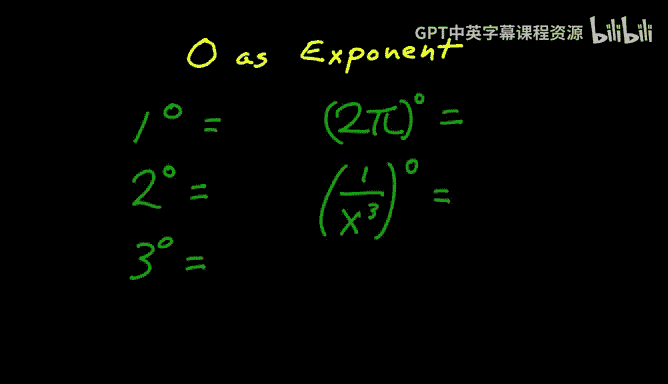 GPT中英字幕课程资源 bilibili
0 as Exponent
1⁰ = (2π)⁰ =
2⁰ = (1/x³)⁰ =
3⁰ =